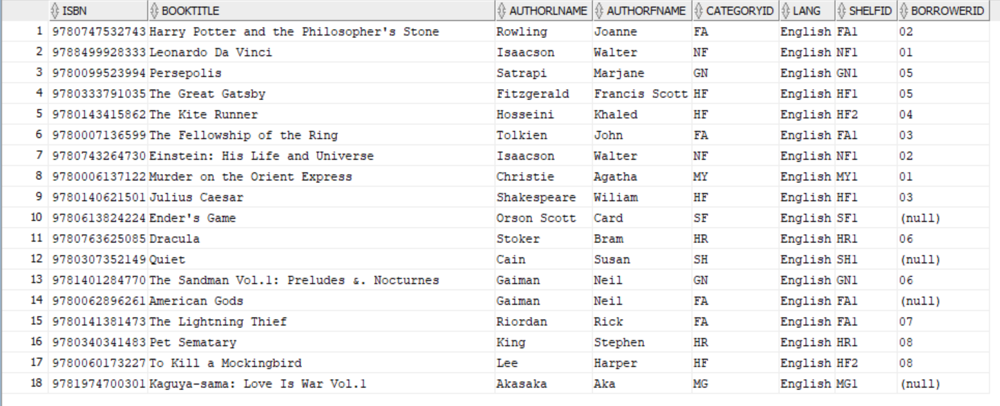 ISBN BOOKTITLE AUTHORLNAME AUTHORFNAME CATEGORYID LANG SHELFID BORROWERID
1 9780747532743 Harry Potter and the Philosopher's Stone Rowling Joanne FA English FA1 02
2 9788499928333 Leonardo Da Vinci Isaacson Walter NF English NF1 01
3 9780099523994 Persepolis Satrapi Marjane GN English GN1 05
4 9780333791035 The Great Gatsby Fitzgerald Francis Scott HF English HF1 05
5 9780143415862 The Kite Runner Hosseini Khaled HF English HF2 04
6 9780007136599 The Fellowship of the Ring Tolkien John FA English FA1 03
7 9780743264730 Einstein: His Life and Universe Isaacson Walter NF English NF1 02
8 9780006137122 Murder on the Orient Express Christie Agatha MY English MY1 01
9 9780140621501 Julius Caesar Shakespeare Wiliam HF English HF1 03
10 9780613824224 Ender's Game Orson Scott Card SF English SF1 (null)
11 9780763625085 Dracula Stoker Bram HR English HR1 06
12 9780307352149 Quiet Cain Susan SH English SH1 (null)
13 9781401284770 The Sandman Vol.1: Preludes &. Nocturnes Gaiman Neil GN English GN1 06
14 9780062896261 American Gods Gaiman Neil FA English FA1 (null)
15 9780141381473 The Lightning Thief Riordan Rick FA English FA1 07
16 9780340341483 Pet Sematary King Stephen HR English HR1 08
17 9780060173227 To Kill a Mockingbird Lee Harper HF English HF2 08
18 9781974700301 Kaguya-sama: Love Is War Vol.1 Akasaka Aka MG English MG1 (null)